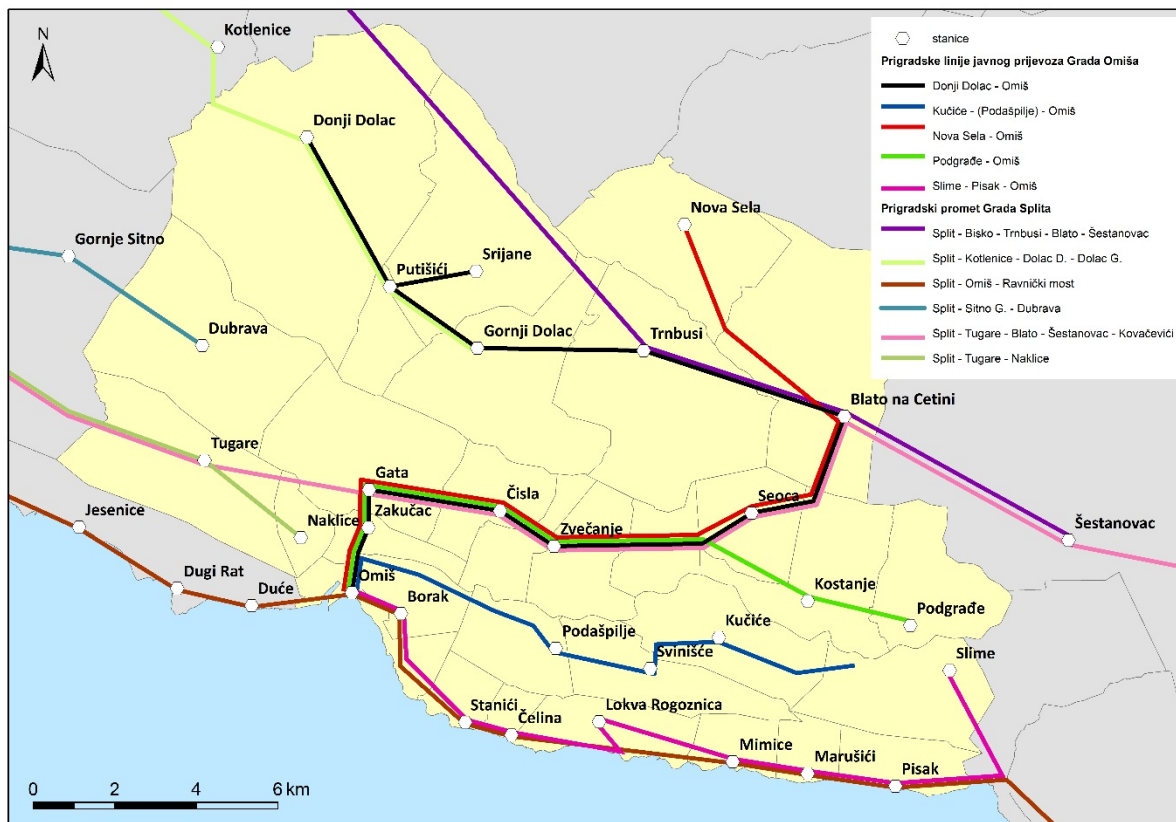 N
Kotlenice
Donji Dolac
Nova Sela
Gornje Sitno
Srijane
Putišići
Dubrava
Gornji Dolac
Trnbusi
Blato na Cetini
Tugare
Gata
Čisla
Seoca
Zakučac
Jesenice
Naklice
Zvečanje
Šestanovac
Dugi Rat
Duće
Omiš
Borak
Kostanje
Podgrađe
Podašpilje
Kučiće
Svinišće
Slime
Stanići
Čelina
Lokva Rogoznica
Mimice
Marušići
Pisak
0 2 4 6 km
stanice
Prigradske linije javnog prijevoza Grada Omiša
Donji Dolac - Omiš
Kučiće - (Podašpilje) - Omiš
Nova Sela - Omiš
Podgrađe - Omiš
Slime - Pisak - Omiš
Prigradski promet Grada Splita
Split - Bisko - Trnbusi - Blato - Šestanovac
Split - Kotlenice - Dolac D. - Dolac G.
Split - Omiš - Ravnički most
Split - Sitno G. - Dubrava
Split - Tugare - Blato - Šestanovac - Kovačevići
Split - Tugare - Naklice